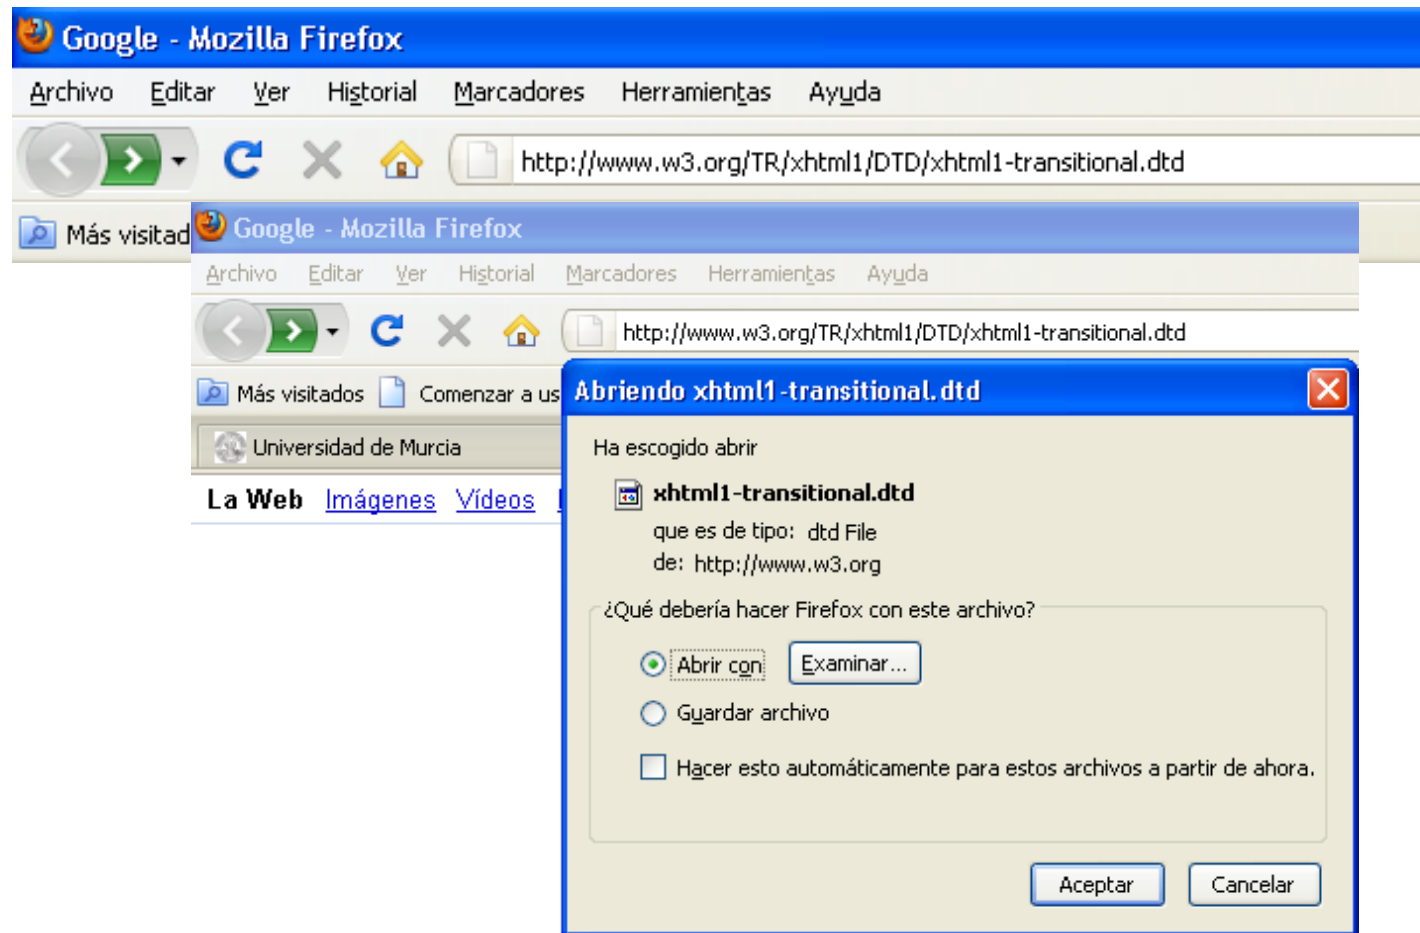 Google - Mozilla Firefox
Archivo Editar Ver Historial Marcadores Herramientas Ayuda
http://www.w3.org/TR/xhtml1/DTD/xhtml1-transitional.dtd
Más visitad
Google - Mozilla Firefox
Archivo Editar Ver Historial Marcadores Herramientas Ayuda
http://www.w3.org/TR/xhtml1/DTD/xhtml1-transitional.dtd
Más visitados Comenzar a us
Universidad de Murcia
La Web Imágenes Vídeos
Abriendo xhtml1-transitional.dtd
Ha escogido abrir
xhtml1-transitional.dtd
que es de tipo: dtd File
de: http://www.w3.org
¿Qué debería hacer Firefox con este archivo?
Abrir con Examinar...
Guardar archivo
Hacer esto automáticamente para estos archivos a partir de ahora.
Aceptar Cancelar